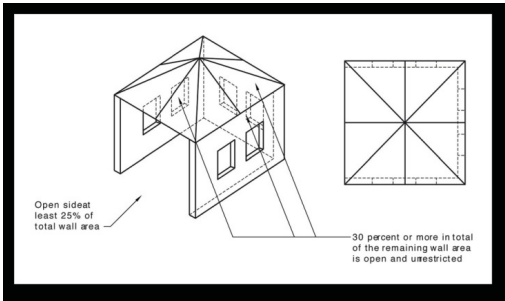 Open sideat
least 25% of
total wall area
30 percent or more in total
of the remaining wall area
is open and unrestricted